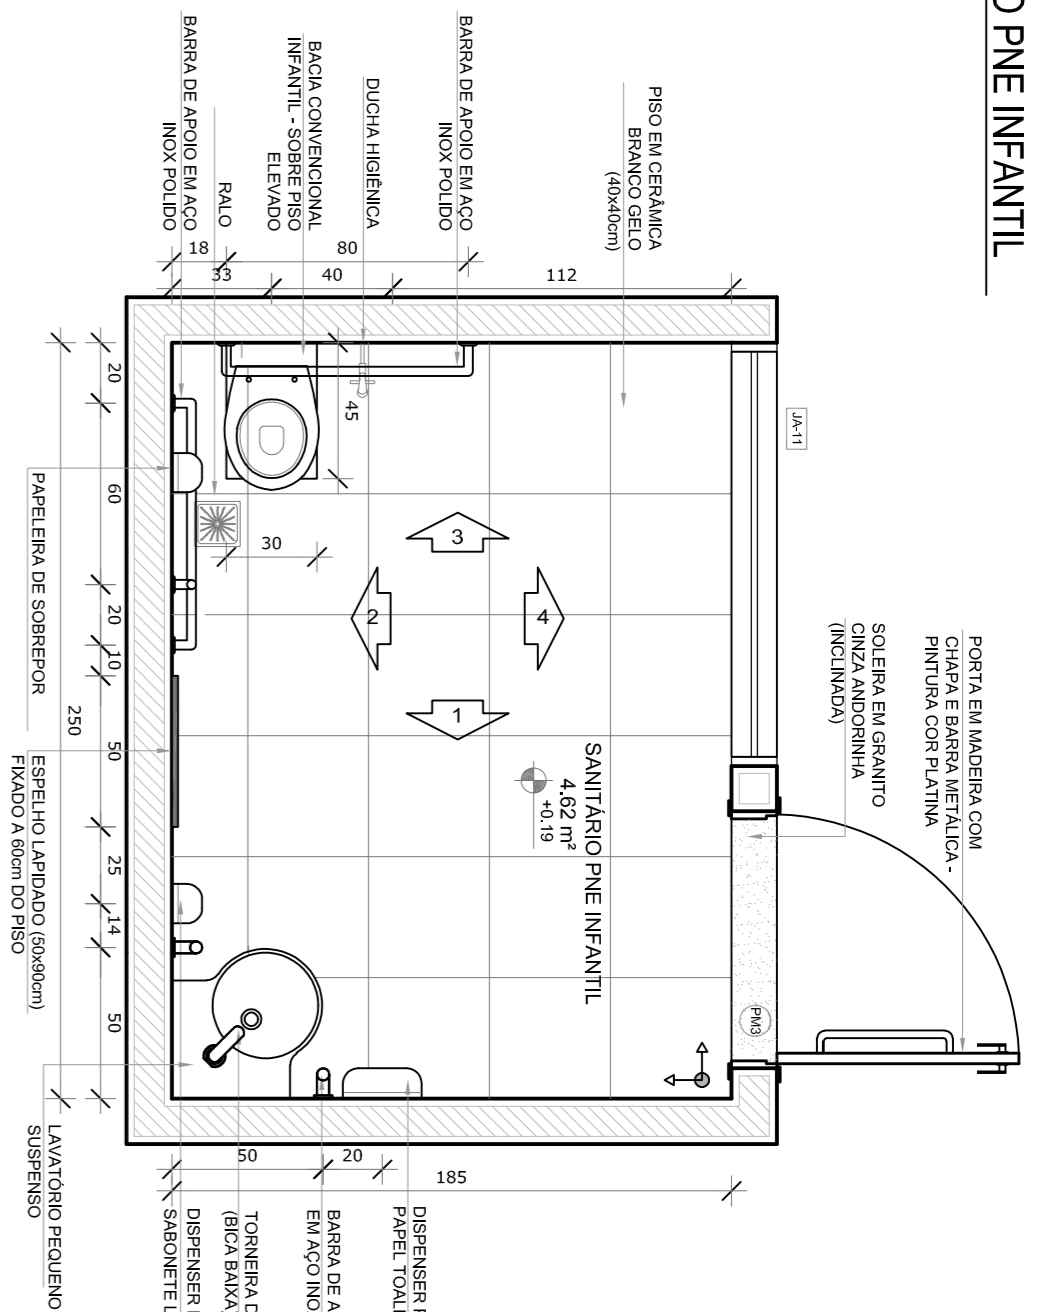 O PNE INFANTIL
PISO EM CERÂMICA
BRANCO GELO
(40x40cm)
BARRA DE APOIO EM AÇO
INOX POLIDO
DUCHA HIGIÊNICA
BACIA CONVENCIONAL
INFANTIL - SOBRE PISO
ELEVADO
RALO
BARRA DE APOIO EM AÇO
INOX POLIDO
18
80
33
40
112
JA-11
45
30
3
2
4
1
SANITÁRIO PNE INFANTIL
4.62 m²
+0.19
PORTA EM MADEIRA COM
CHAPA E BARRA METÁLICA -
PINTURA COR PLATINA
SOLEIRA EM GRANITO
CINZA ANDORINHA
(INCLINADA)
PM3
20
60
20
10
50
25
14
50
250
PAPELEIRA DE SOBREPOR
ESPELHO LAPIDADO (50x90cm)
FIXADO A 60cm DO PISO
LAVATÓRIO PEQUENO
SUSPENSO
50
20
185
DISPENSER
PAPEL TOAL
BARRA DE A
EM AÇO INO
TORNEIRA D
(BICA BAIXA
DISPENSER
SABONETE L